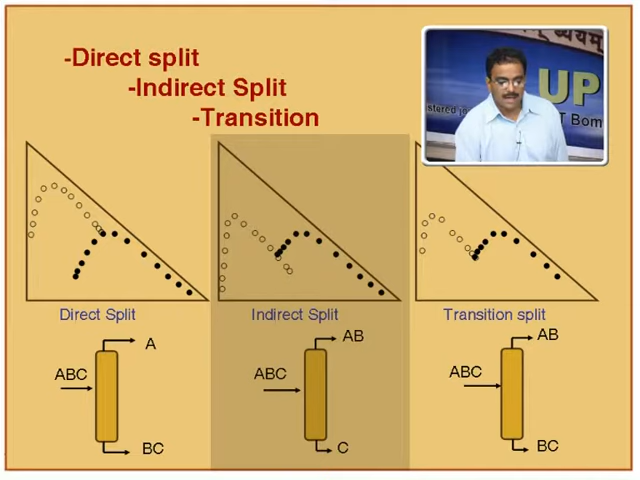 -Direct split
-Indirect Split
-Transition
UP
T Bom
Direct Split
Indirect Split
Transition split
A
ABC
BC
AB
ABC
C
AB
ABC
BC